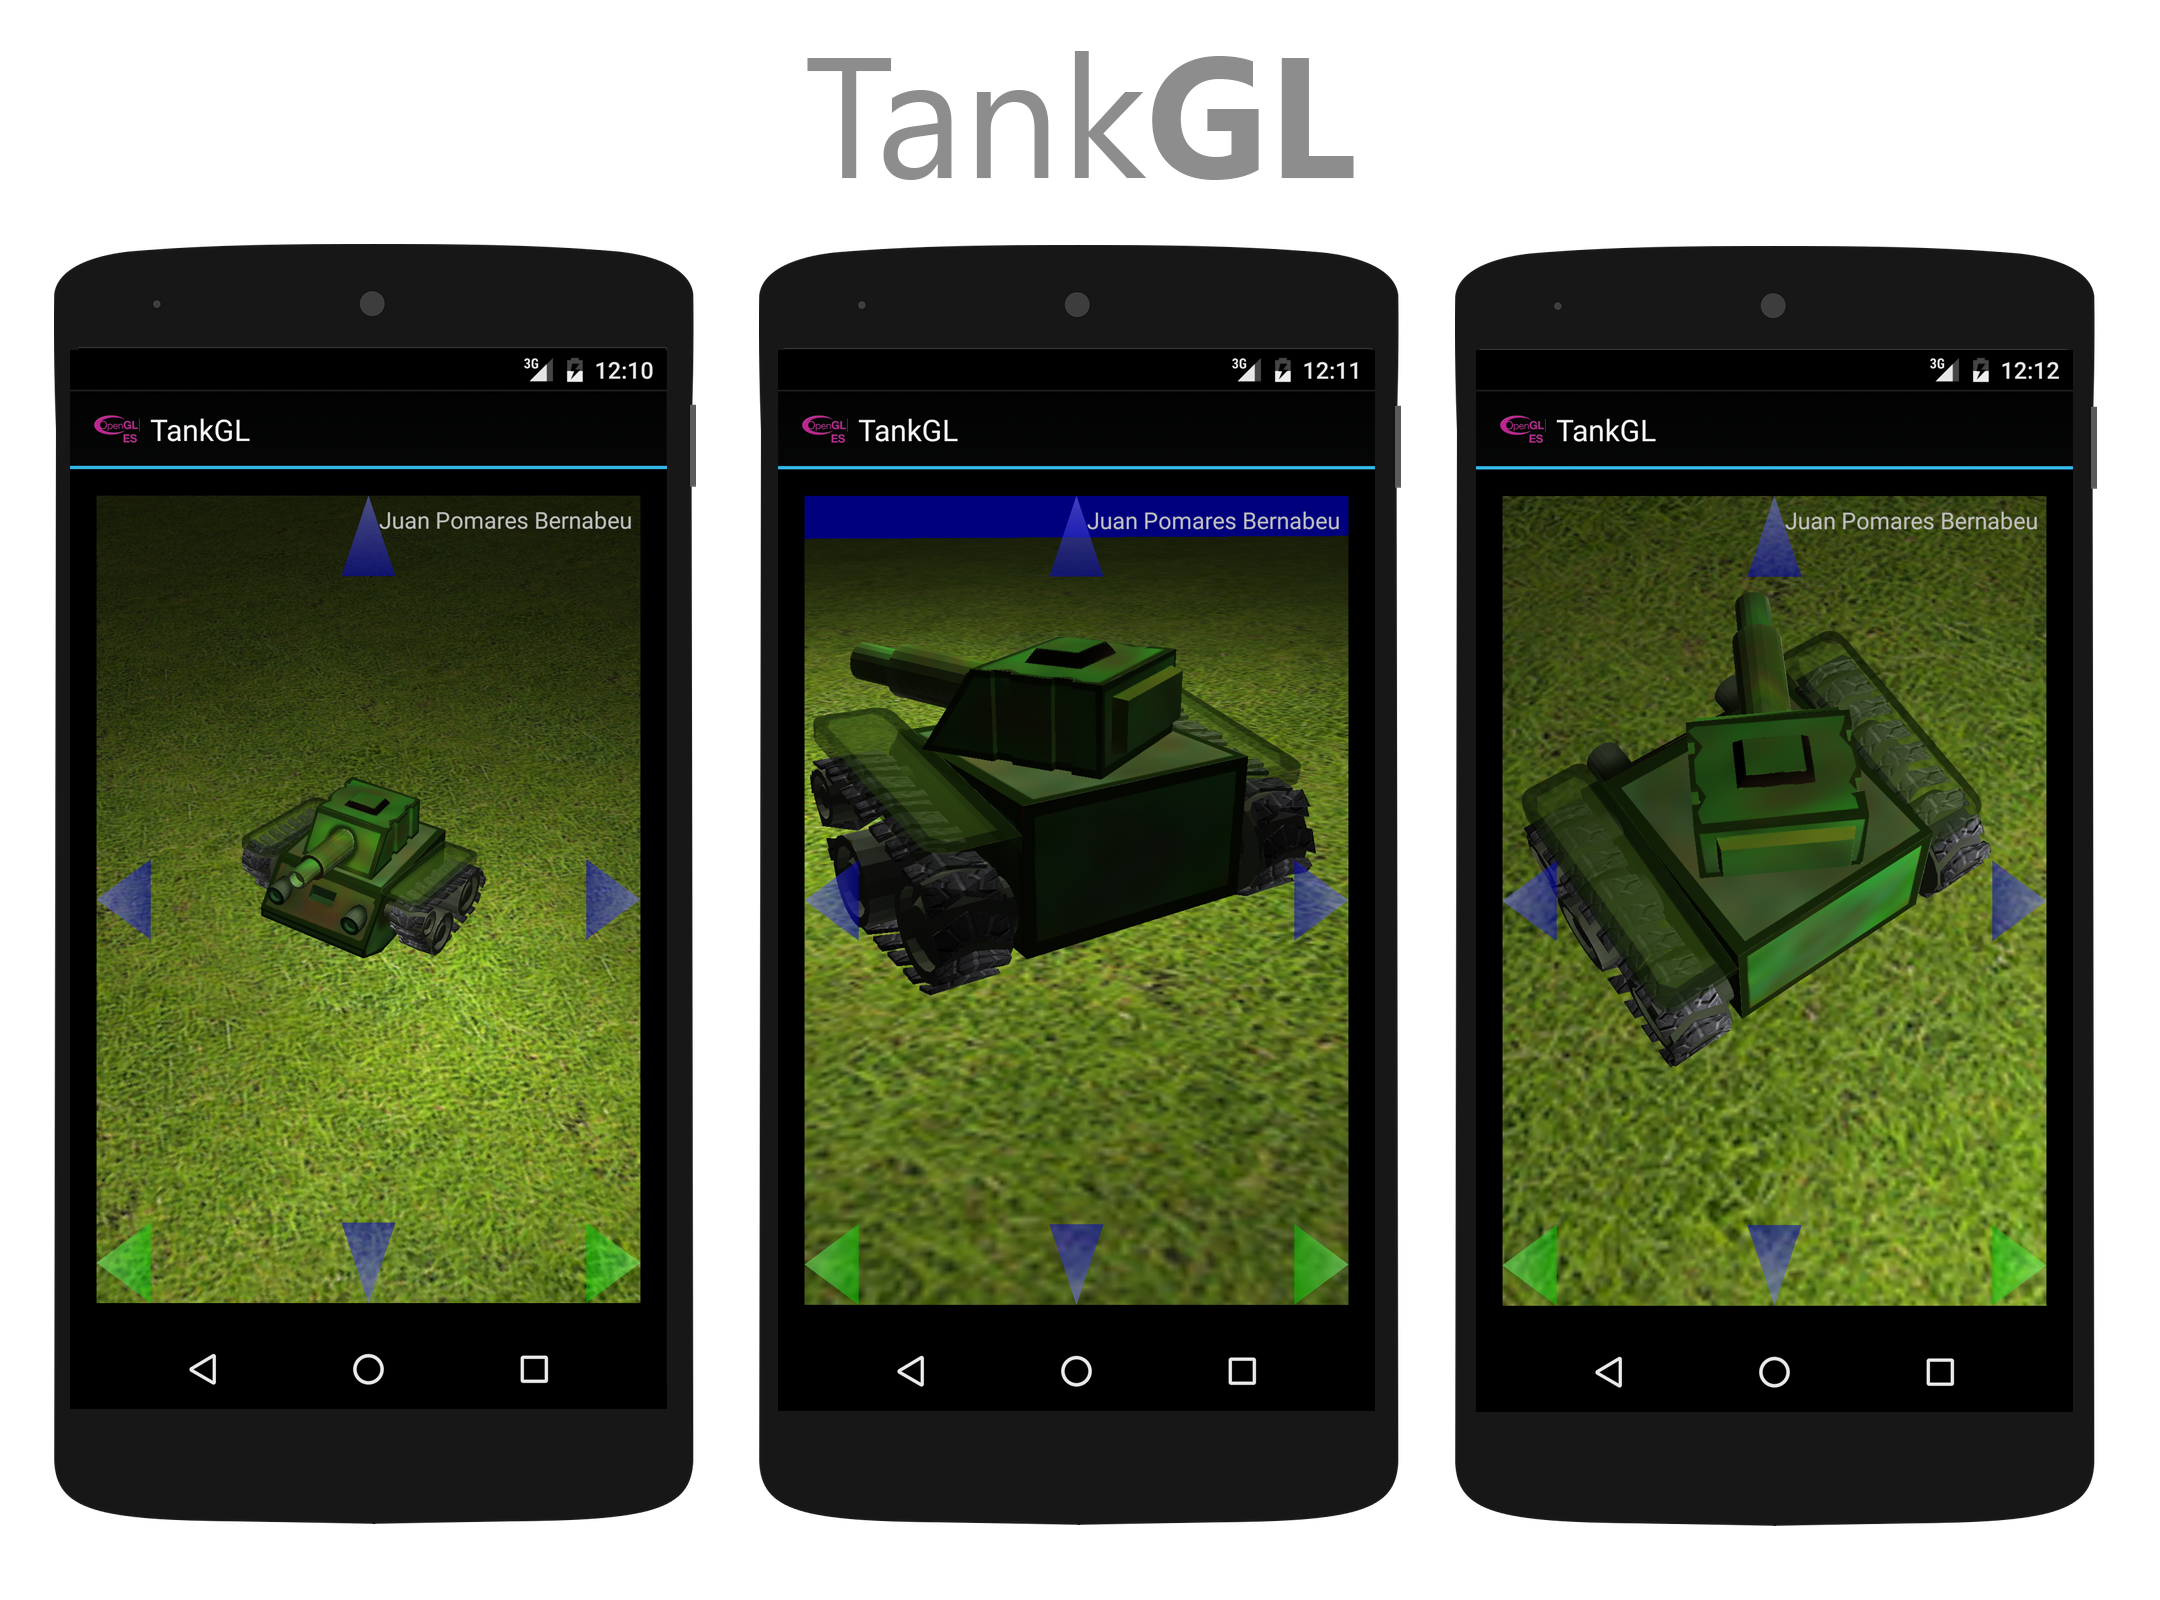 TankGL
3G 12:10
OpenGL ES TankGL
Juan Pomares Bernabeu
3G 12:11
OpenGL ES TankGL
Juan Pomares Bernabeu
3G 12:12
OpenGL ES TankGL
Juan Pomares Bernabeu